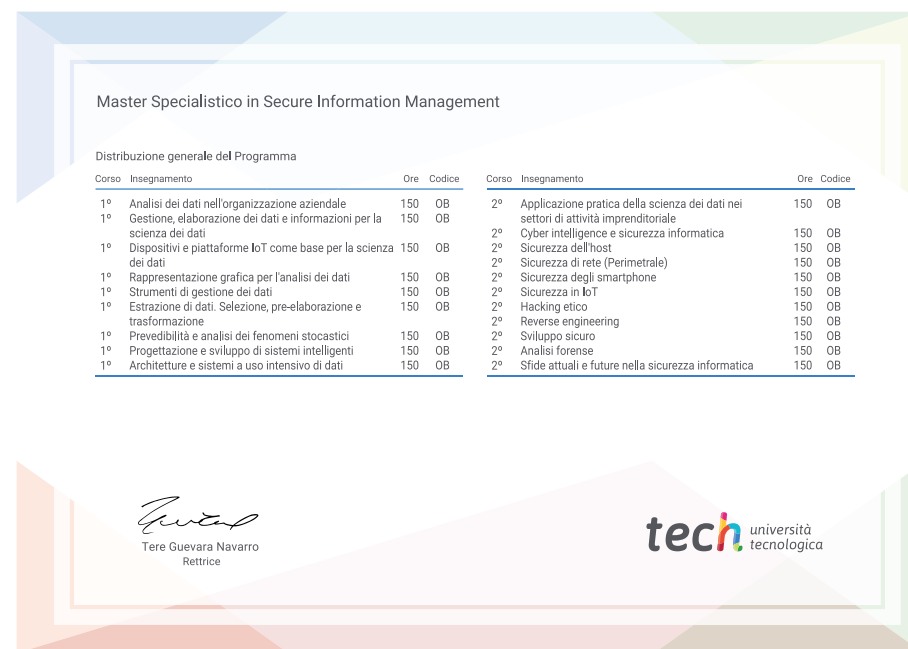 Master Specialistico in Secure Information Management
Distribuzione generale del Programma
Corso Insegnamento Ore Codice
1º Analisi dei dati nell'organizzazione aziendale 150 OB
1º Gestione, elaborazione dei dati e informazioni per la 150 OB
scienza dei dati
1º Dispositivi e piattaforme IoT come base per la scienza 150 OB
dei dati
1º Rappresentazione grafica per l'analisi dei dati 150 OB
1º Strumenti di gestione dei dati 150 OB
1º Estrazione di dati. Selezione, pre-elaborazione e 150 OB
trasformazione
1º Prevedibilità e analisi dei fenomeni stocastici 150 OB
1º Progettazione e sviluppo di sistemi intelligenti 150 OB
1º Architetture e sistemi a uso intensivo di dati 150 OB
Corso Insegnamento Ore Codice
2º Applicazione pratica della scienza dei dati nei 150 OB
settori di attività imprenditoriale
2º Cyber intelligence e sicurezza informatica 150 OB
2º Sicurezza dell'host 150 OB
2º Sicurezza di rete (Perimetrale) 150 OB
2º Sicurezza degli smartphone 150 OB
2º Sicurezza in IoT 150 OB
2º Hacking etico 150 OB
2º Reverse engineering 150 OB
2º Sviluppo sicuro 150 OB
2º Analisi forense 150 OB
2º Sfide attuali e future nella sicurezza informatica 150 OB
Tere Guevara Navarro
Rettrice
tech università
tecnologica